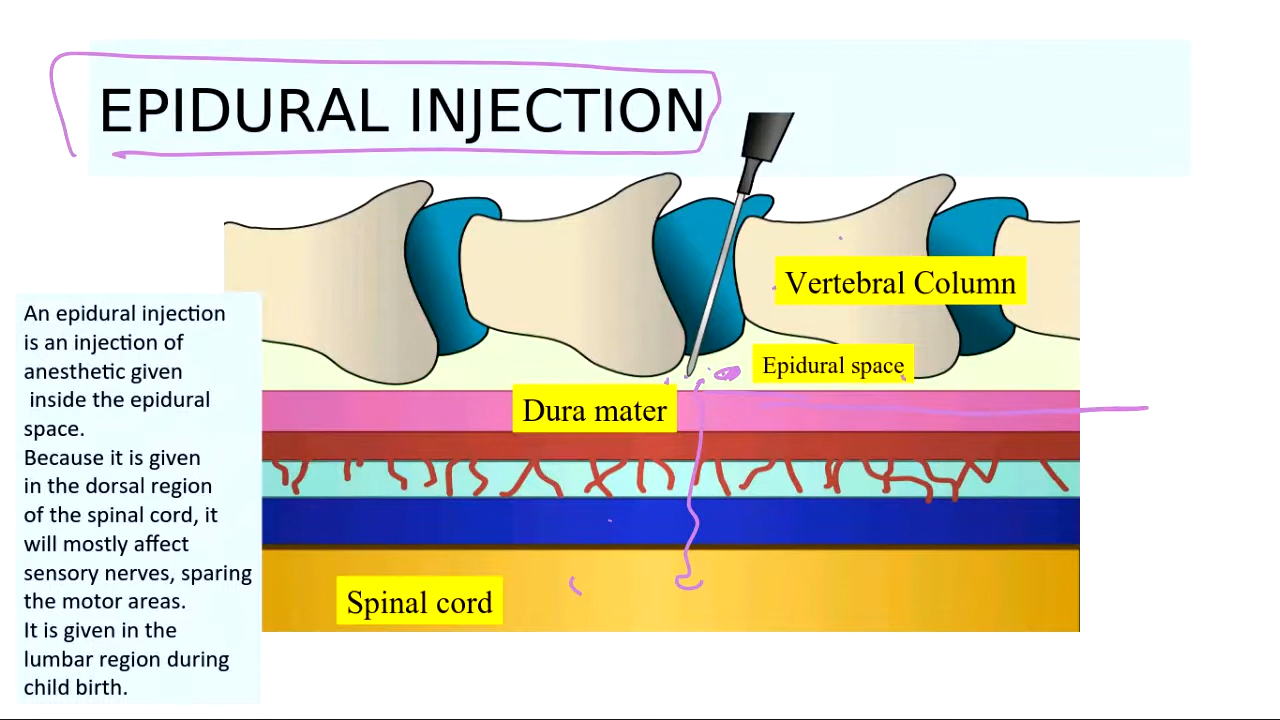 EPIDURAL INJECTION
Vertebral Column
Epidural space
Dura mater
Spinal cord
An epidural injection
is an injection of
anesthetic given
inside the epidural
space.
Because it is given
in the dorsal region
of the spinal cord, it
will mostly affect
sensory nerves, sparing
the motor areas.
It is given in the
lumbar region during
child birth.